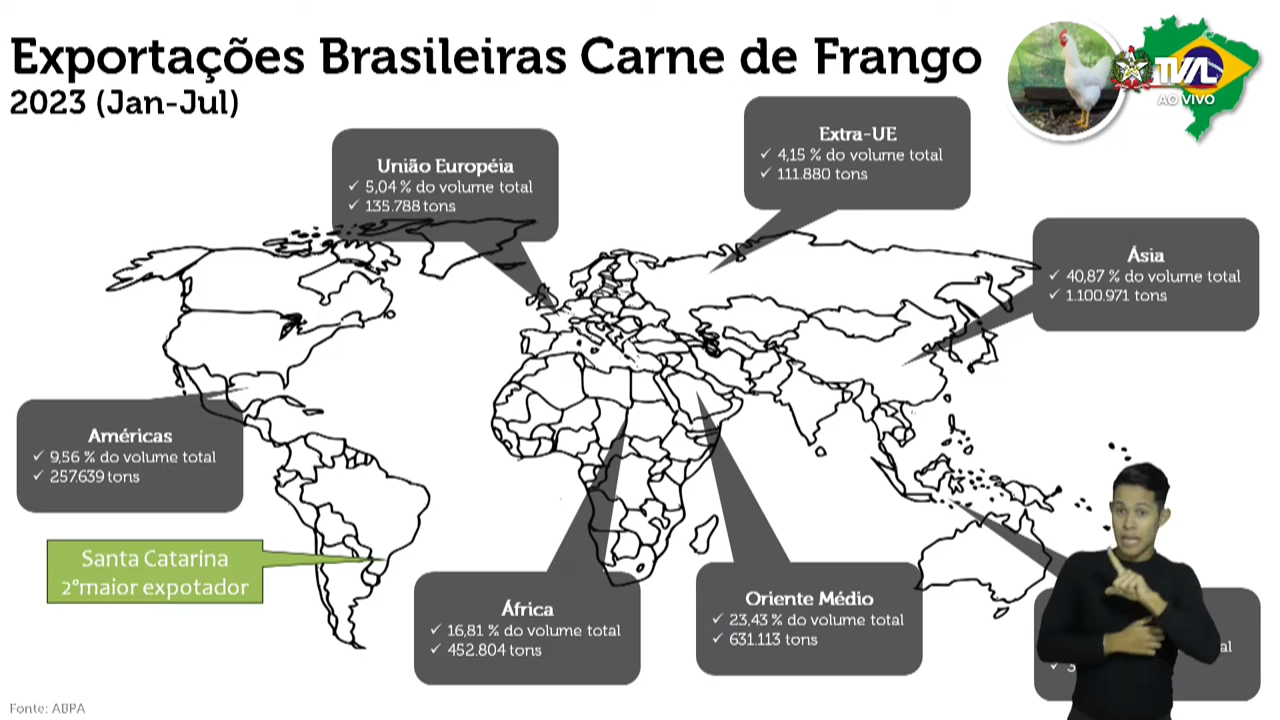 Exportações Brasileiras Carne de Frango
2023 (Jan-Jul)
TVAL
AO VIVO
Extra-UE
✓ 4,15 % do volume total
✓ 111.880 tons
União Européia
✓ 5,04 % do volume total
✓ 135.788 tons
Ásia
✓ 40,87 % do volume total
✓ 1.100.971 tons
Américas
✓ 9,56 % do volume total
✓ 257.639 tons
Santa Catarina
2°maior expotador
África
✓ 16,81 % do volume total
✓ 452.804 tons
Oriente Médio
✓ 23,43 % do volume total
✓ 631.113 tons
Fonte: ABPA